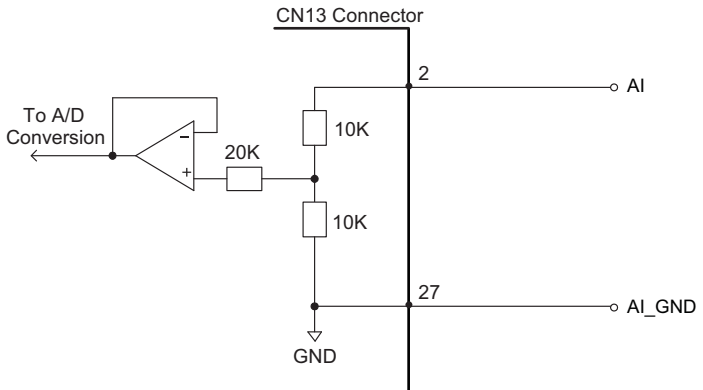 CN13 Connector
2
AI
To A/D
Conversion
10K
20K
-
+
10K
27
AI_GND
GND